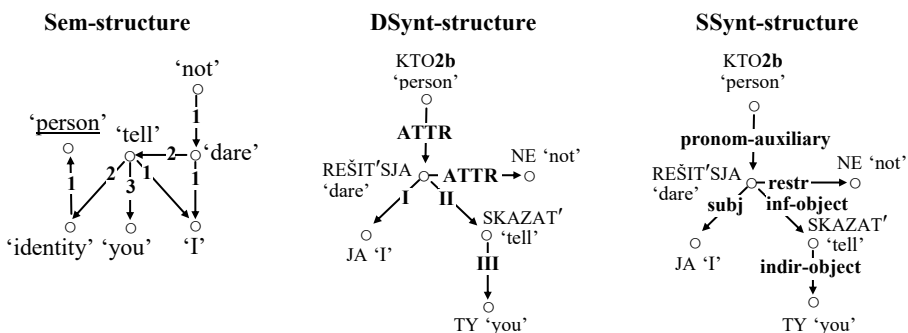 Sem-structure
DSynt-structure
SSynt-structure
'not'
1
'person'
'tell'
2
'dare'
1
2
3
1
1
'identity'
'you'
'I'
KTO2b
'person'
ATTR
REŠIT′SJA
'dare'
ATTR
NE 'not'
I
II
JA 'I'
SKAZAT′
'tell'
III
TY 'you'
KTO2b
'person'
pronom-auxiliary
REŠIT′SJA
'dare'
restr
NE 'not'
subj
inf-object
JA 'I'
SKAZAT′
'tell'
indir-object
TY 'you'